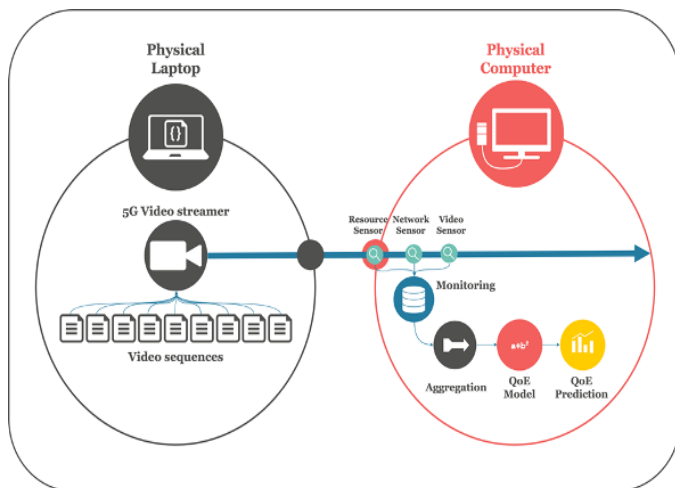 Physical
Laptop
Physical
Computer
{}
5G Video streamer
Resource
Sensor
Network
Sensor
Video
Sensor
Monitoring
Video sequences
a+b²
Aggregation
QoE
Model
QoE
Prediction